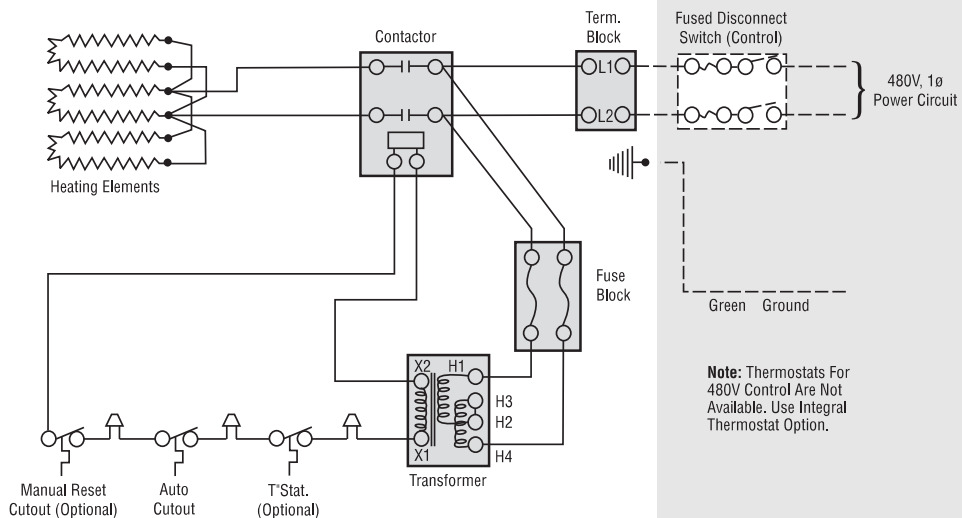 Term.
Block
Fused Disconnect
Switch (Control)
Contactor
L1
L2
480V, 1ø
Power Circuit
Heating Elements
Fuse
Block
Green Ground
X2
H1
H3
H2
X1
H4
Transformer
Note: Thermostats For
480V Control Are Not
Available. Use Integral
Thermostat Option.
Manual Reset
Cutout (Optional)
Auto
Cutout
T"Stat.
(Optional)